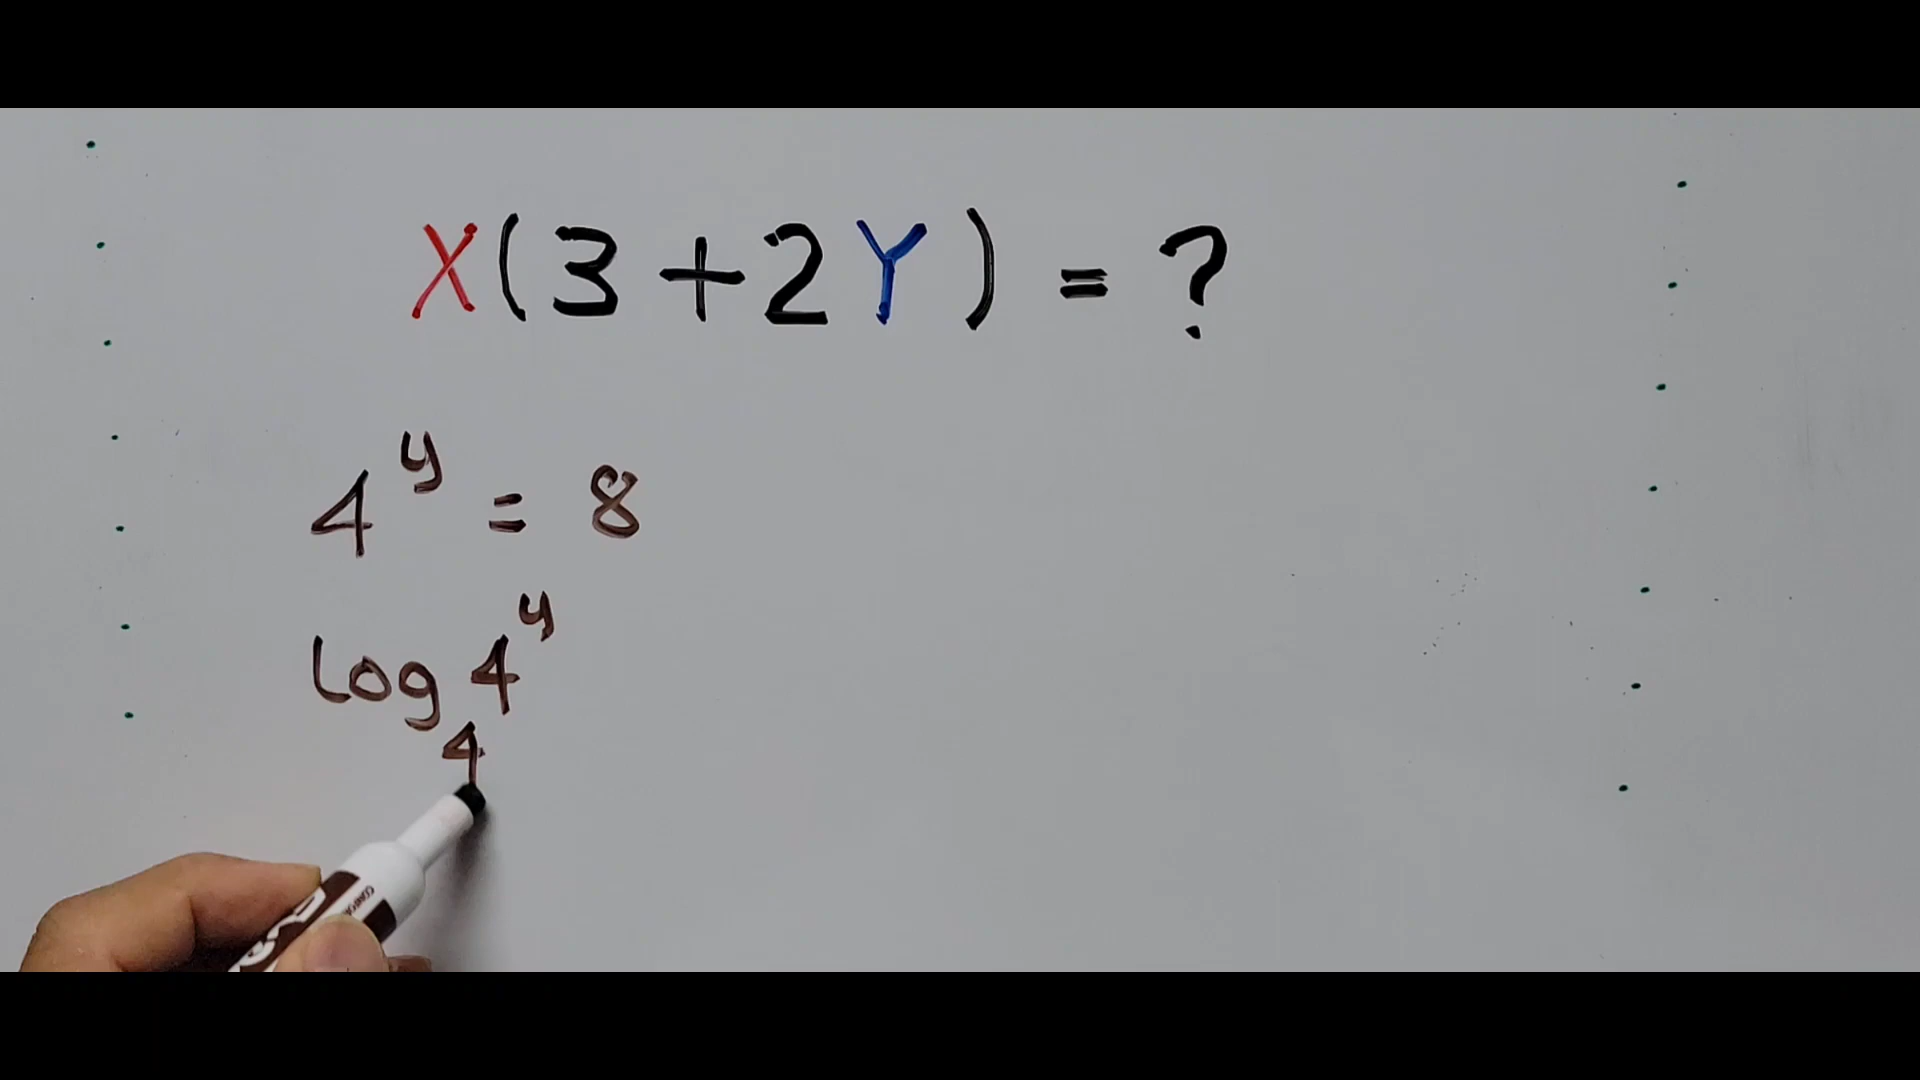 X(3+2Y) = ?
4^y = 8
log_4 4^y